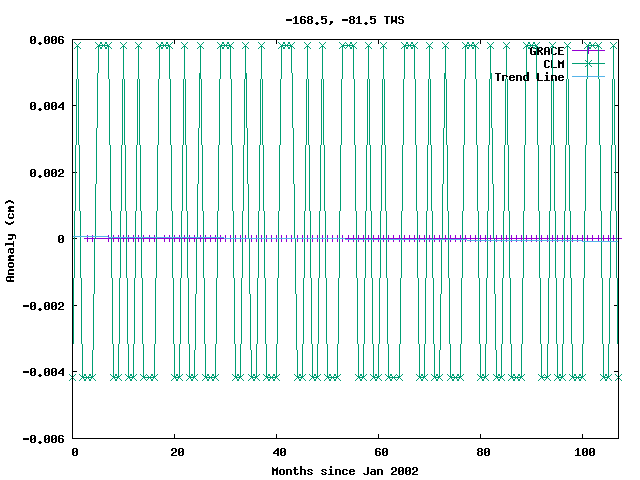 -168.5, -81.5 TWS
0.006
0.004
0.002
0
-0.002
-0.004
-0.006
Anomaly (cm)
GRACE
CLM
Trend Line
0 20 40 60 80 100
Months since Jan 2002